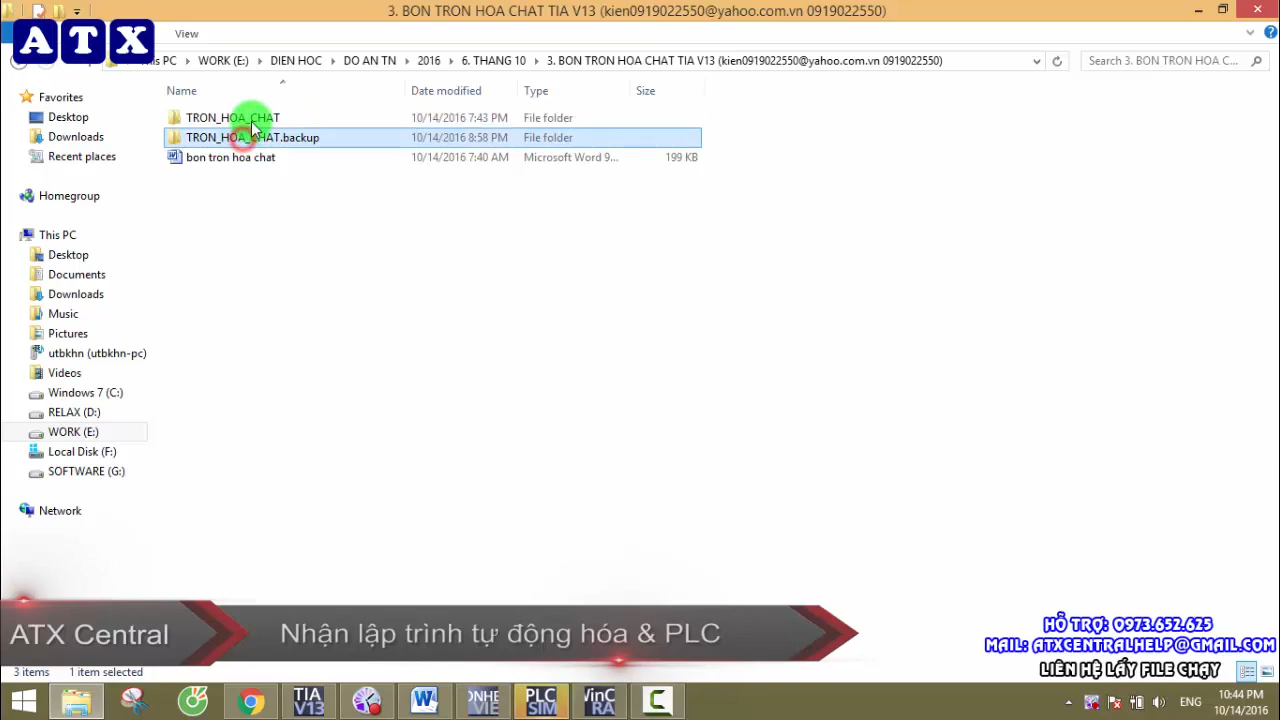 3. BON TRON HOA CHAT TIA V13 (kien0919022550@yahoo.com.vn 0919022550)
ATX
View
This PC
WORK (E:)
DIEN HOC
DO AN TN
2016
6. THANG 10
3. BON TRON HOA CHAT TIA V13 (kien0919022550@yahoo.com.vn 0919022550)
Search 3. BON TRON HOA C...
Name Date modified Type Size
TRON_HOA_CHAT 10/14/2016 7:43 PM File folder
TRON_HOA_CHAT.backup 10/14/2016 8:58 PM File folder
bon tron hoa chat 10/14/2016 7:40 AM Microsoft Word 9... 199 KB
Favorites
Desktop
Downloads
Recent places
Homegroup
This PC
Desktop
Documents
Downloads
Music
Pictures
utbkhn (utbkhn-pc)
Videos
Windows 7 (C:)
RELAX (D:)
WORK (E:)
Local Disk (F:)
SOFTWARE (G:)
Network
ATX Central
Nhận lập trình tự động hóa & PLC
HỖ TRỢ: 0973.652.625
MAIL: ATXCENTRALHELP@GMAIL.COM
LIÊN HỆ LẤY FILE CHẠY
3 items 1 item selected
TIA
V13
PLC
SIM
ENG
10:44 PM
10/14/2016